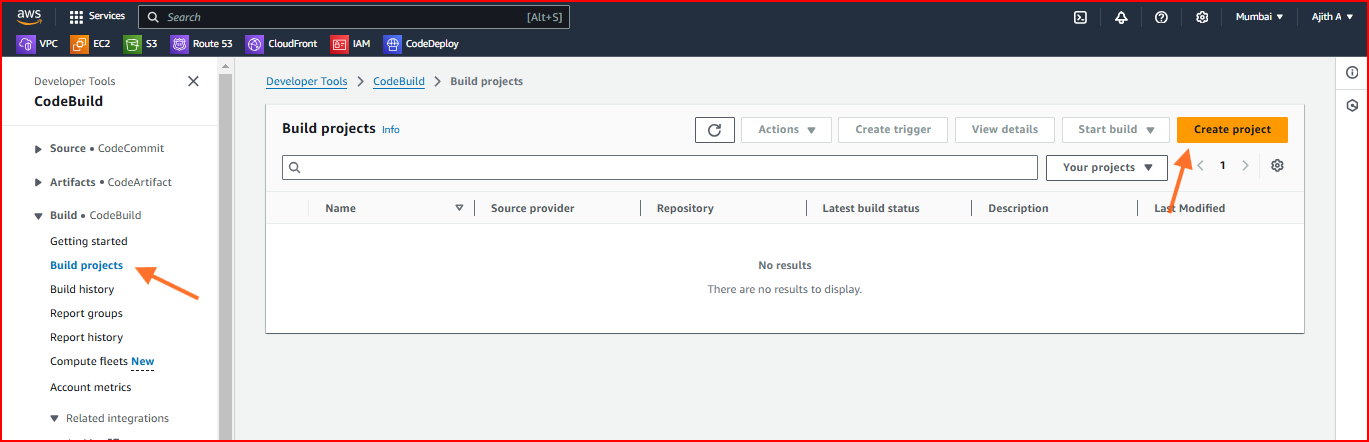 aws Services Search [Alt+S] Mumbai Ajith A
VPC EC2 S3 Route 53 CloudFront IAM CodeDeploy
Developer Tools
CodeBuild
Source • CodeCommit
Artifacts • CodeArtifact
Build • CodeBuild
Getting started
Build projects
Build history
Report groups
Report history
Compute fleets New
Account metrics
Related integrations
Developer Tools > CodeBuild > Build projects
Build projects Info Actions Create trigger View details Start build Create project
Your projects 1
Name Source provider Repository Latest build status Description Last Modified
No results
There are no results to display.